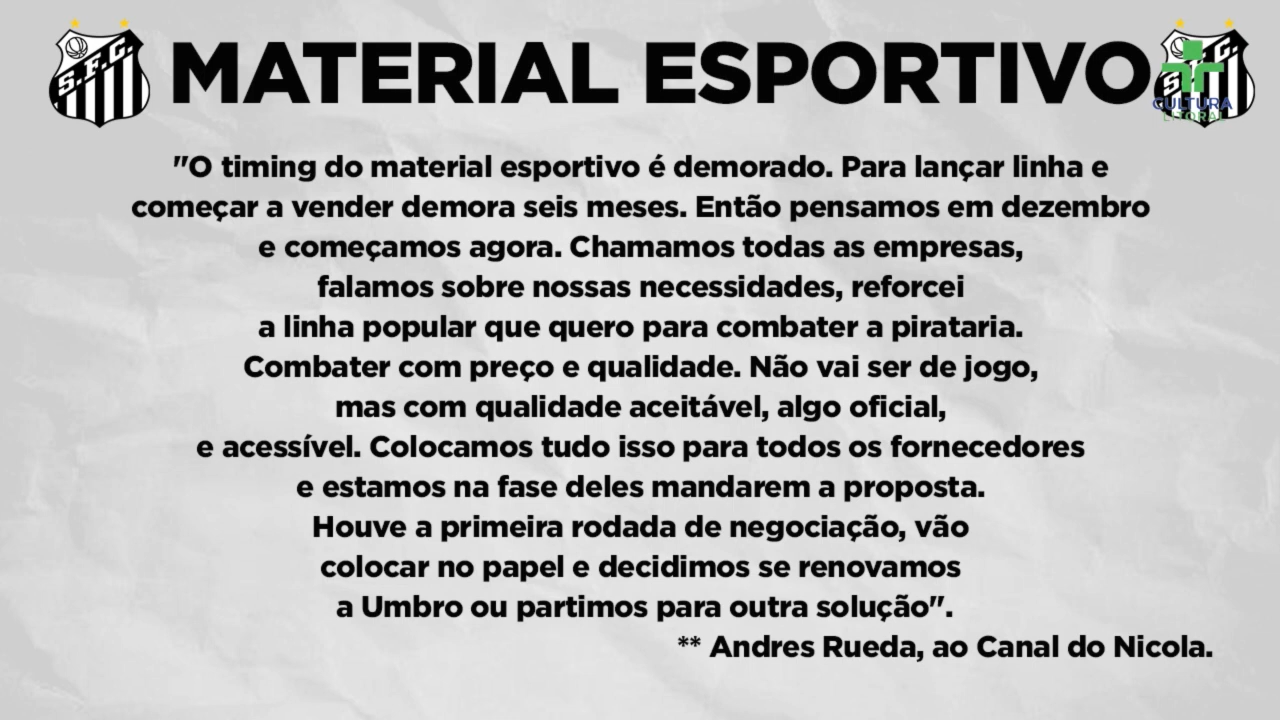 S.F.C.
MATERIAL ESPORTIVO
CULTURA
LITORAL
"O timing do material esportivo é demorado. Para lançar linha e
começar a vender demora seis meses. Então pensamos em dezembro
e começamos agora. Chamamos todas as empresas,
falamos sobre nossas necessidades, reforcei
a linha popular que quero para combater a pirataria.
Combater com preço e qualidade. Não vai ser de jogo,
mas com qualidade aceitável, algo oficial,
e acessível. Colocamos tudo isso para todos os fornecedores
e estamos na fase deles mandarem a proposta.
Houve a primeira rodada de negociação, vão
colocar no papel e decidimos se renovamos
a Umbro ou partimos para outra solução".
** Andres Rueda, ao Canal do Nicola.